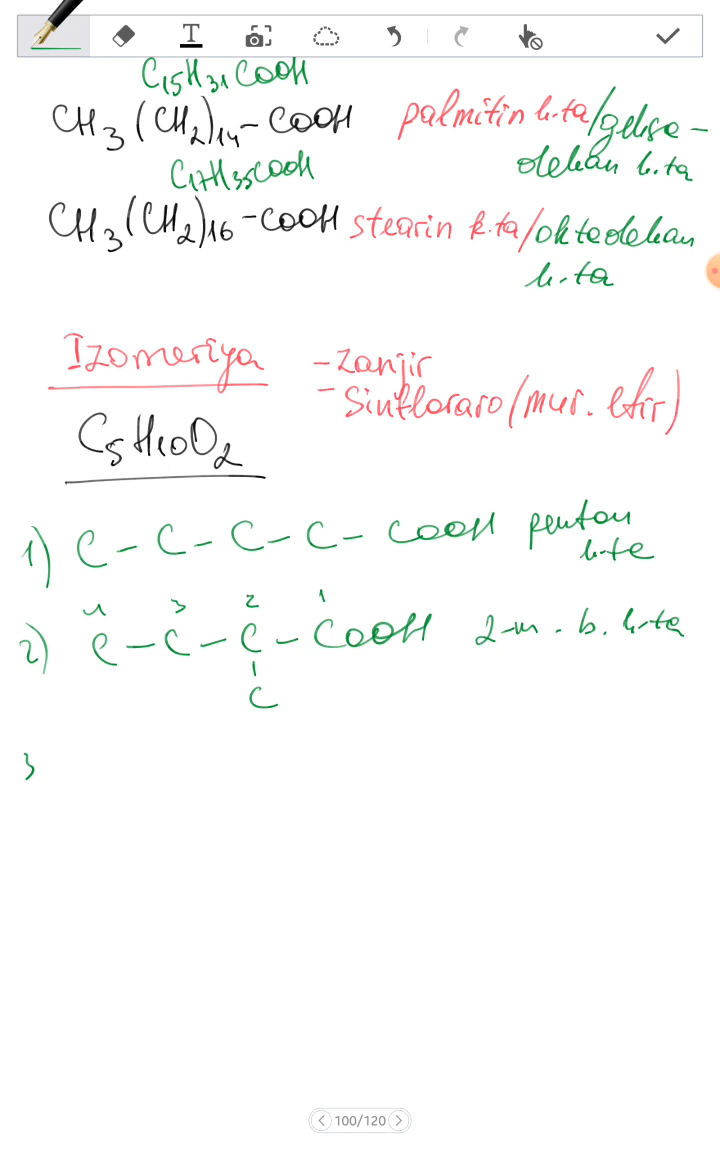 T
C15H31COOH
CH3(CH2)14-COOH palmitin k-ta/geksa-
dekan k-ta
C17H35COOH
CH3(CH2)16-COOH stearin k-ta/oktadekan
k-ta
Izomeriya -Zanjir
-Sinflararo(mur. efir)
C5H10O2
1) C-C-C-C-COOH pentan
k-ta
4 3 2 1
2) C-C-C-COOH 2-m. b. k-ta
C
3
100/120